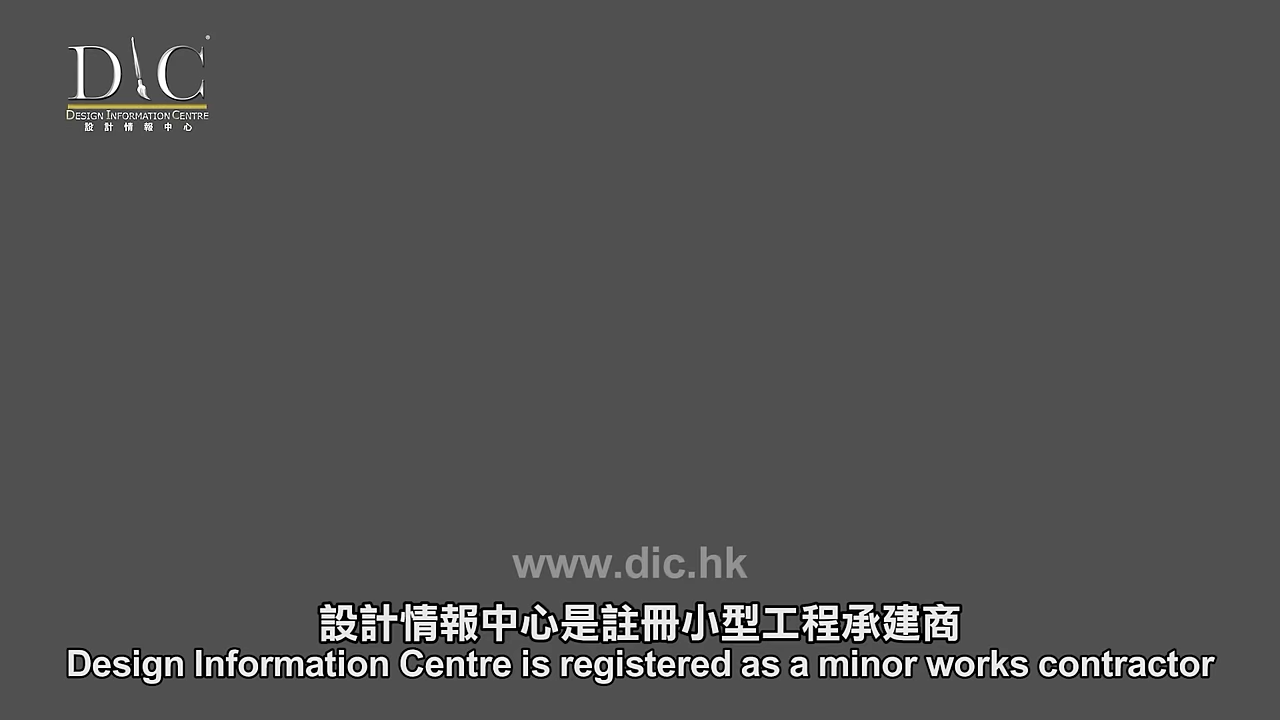 DIC
DESIGN INFORMATION CENTRE
設計情報中心
www.dic.hk
設計情報中心是註冊小型工程承建商
Design Information Centre is registered as a minor works contractor